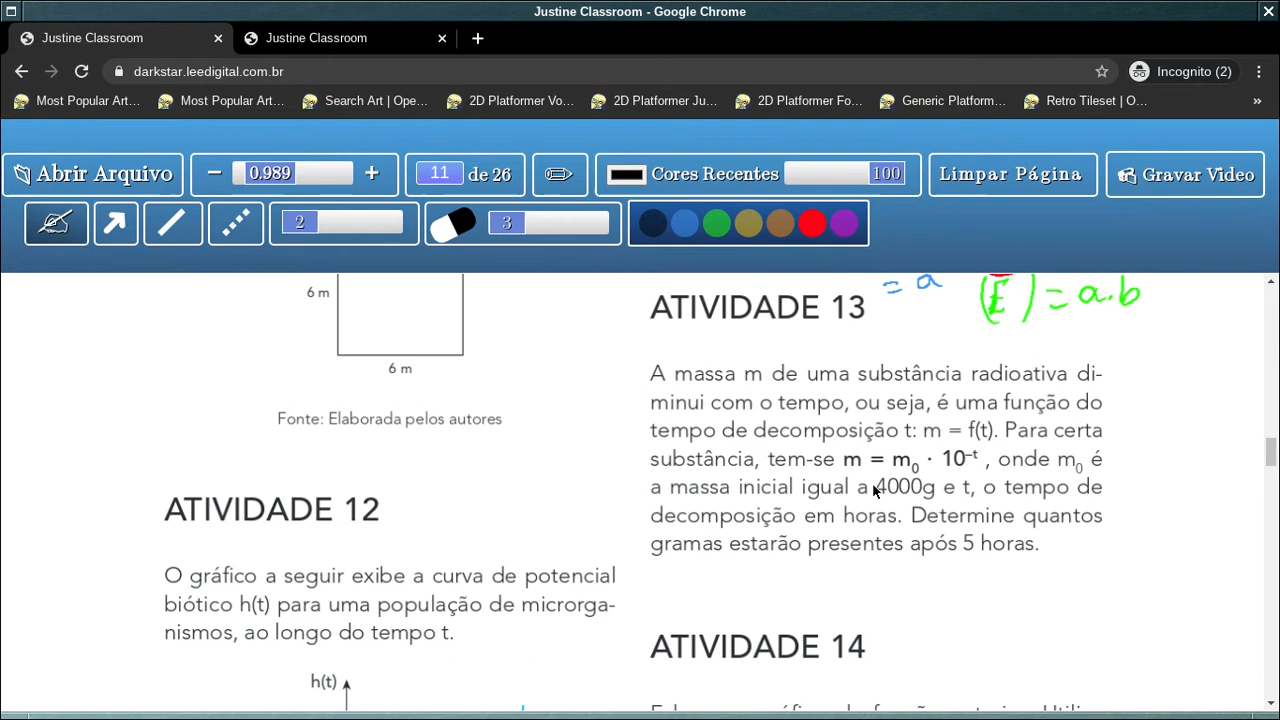 Justine Classroom - Google Chrome
Justine Classroom
Justine Classroom
darkstar.leedigital.com.br
Incognito (2)
Most Popular Art...
Most Popular Art...
Search Art | Ope...
2D Platformer Vo...
2D Platformer Ju...
2D Platformer Fo...
Generic Platform...
Retro Tileset | O...
Abrir Arquivo
0.989
11 de 26
Cores Recentes
100
Limpar Página
Gravar Video
2
3
6 m
6 m
Fonte: Elaborada pelos autores
ATIVIDADE 12
O gráfico a seguir exibe a curva de potencial
biótico h(t) para uma população de microrga-
nismos, ao longo do tempo t.
h(t)
= a
= a.b
ATIVIDADE 13
A massa m de uma substância radioativa di-
minui com o tempo, ou seja, é uma função do
tempo de decomposição t: m = f(t). Para certa
substância, tem-se m = m₀ · 10⁻ᵗ , onde m₀ é
a massa inicial igual a 4000g e t, o tempo de
decomposição em horas. Determine quantos
gramas estarão presentes após 5 horas.
ATIVIDADE 14